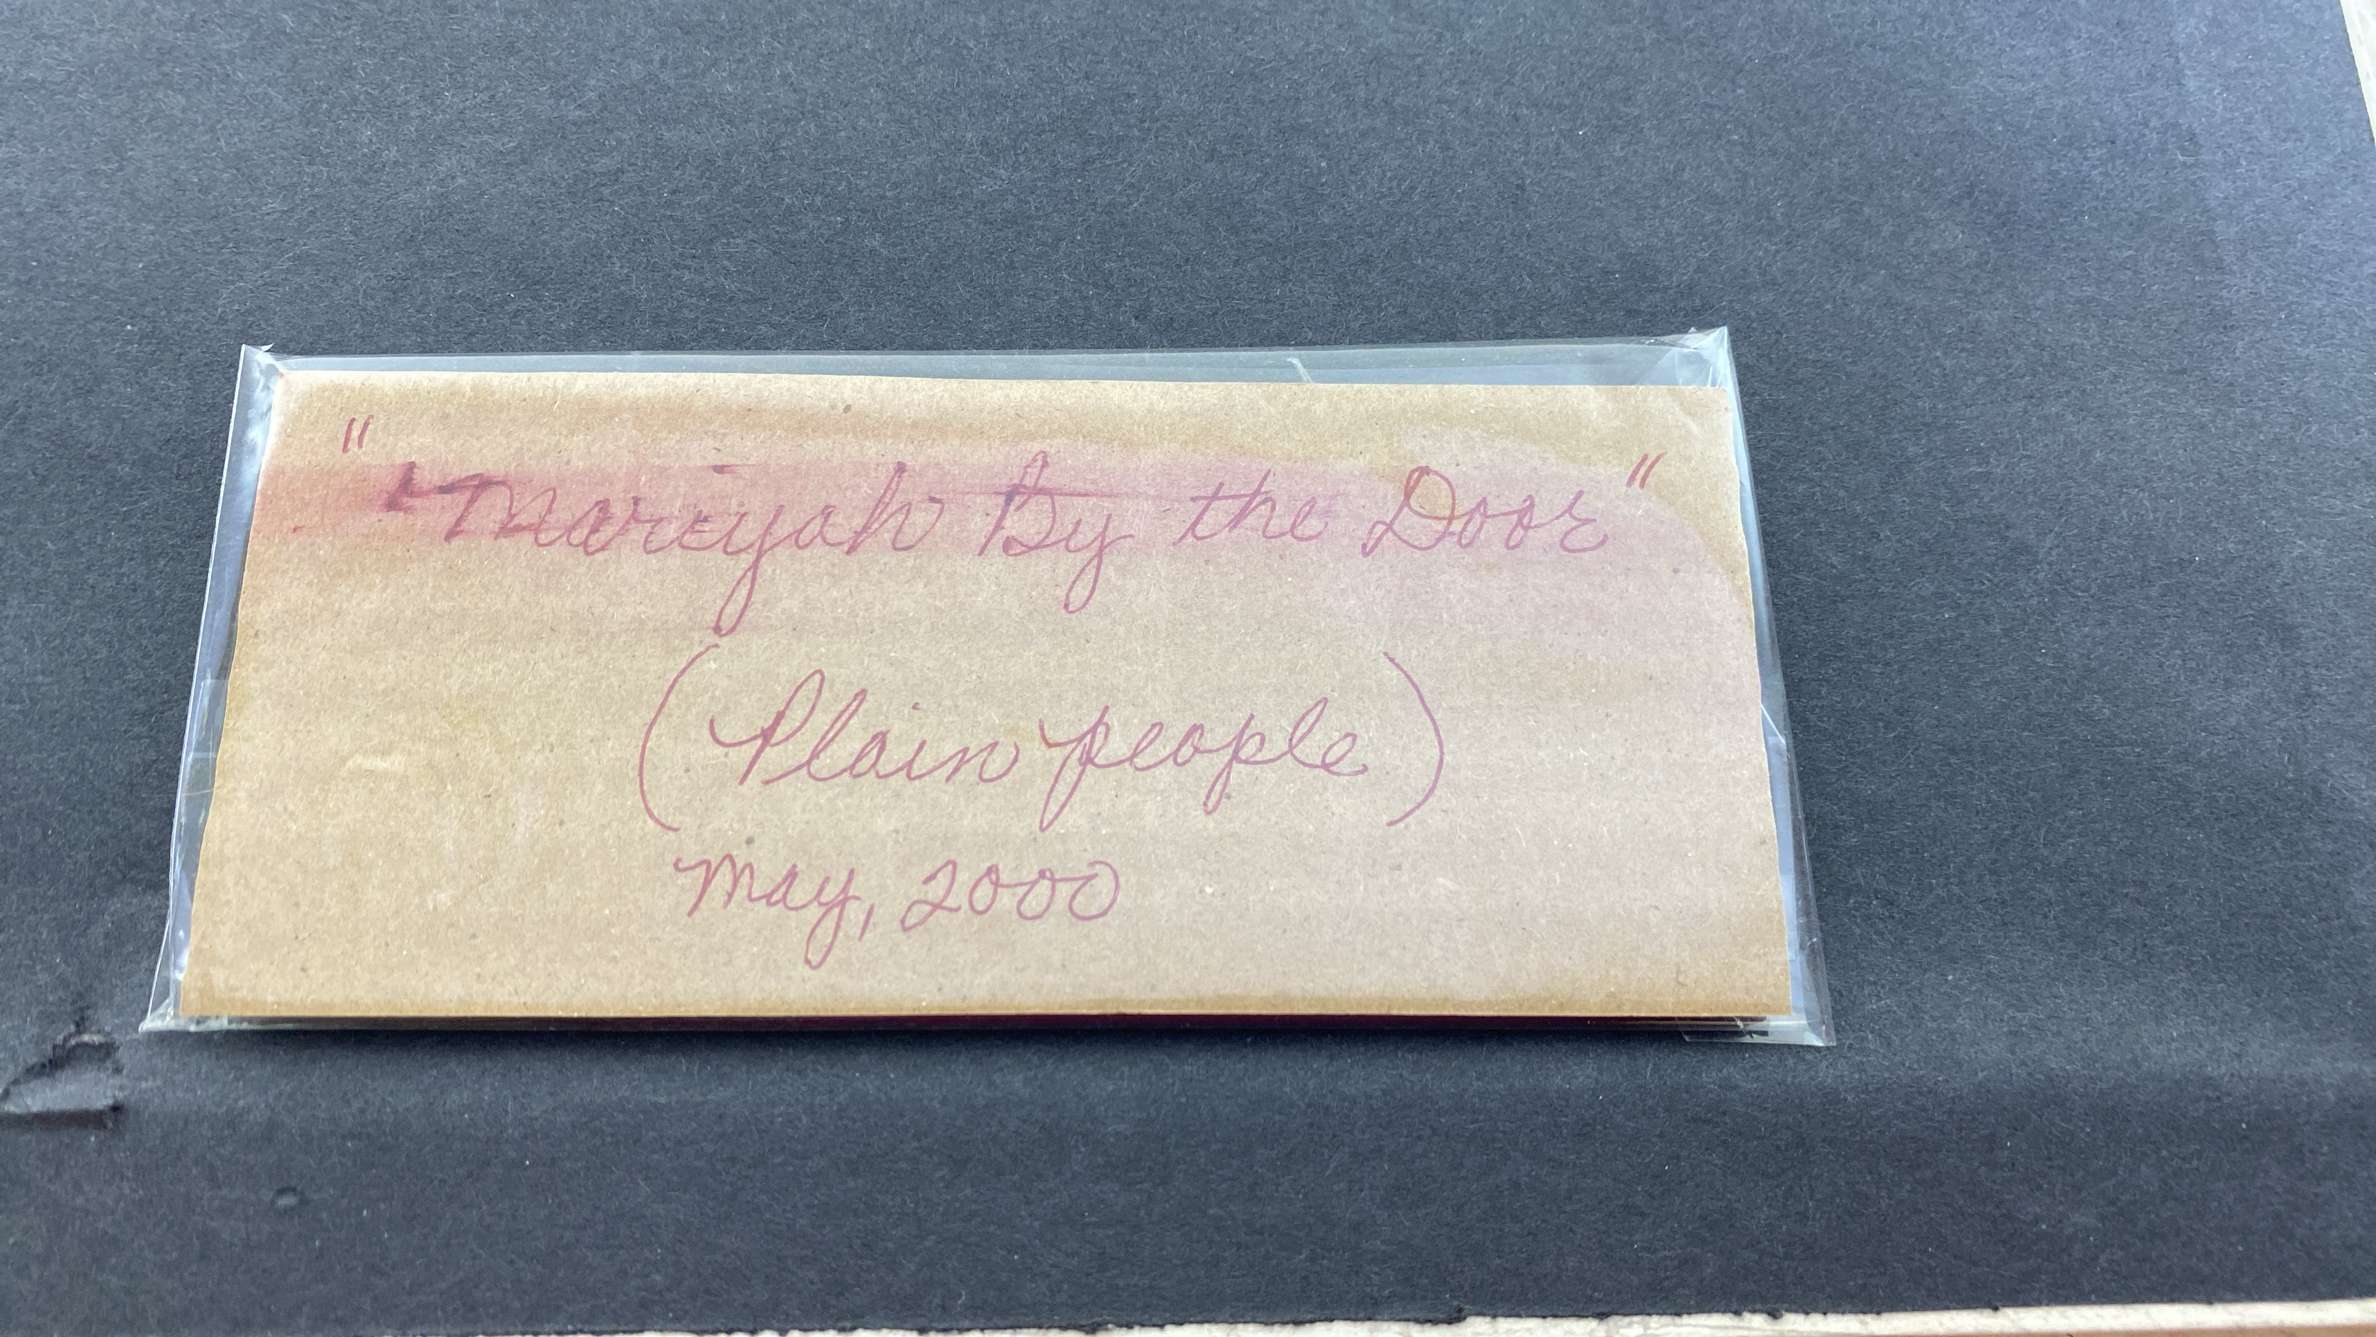 "Mariyah By the Door"
(Plain people)
May, 2000